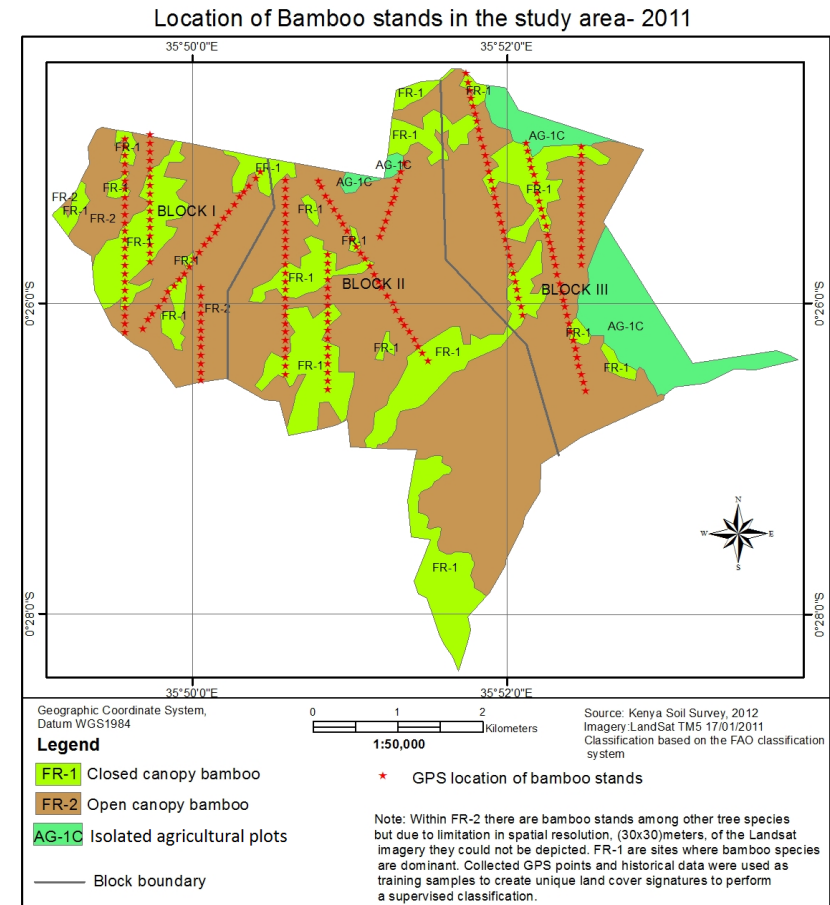 Location of Bamboo stands in the study area- 2011
35°50'0"E
35°52'0"E
FR-1
FR-1
FR-1
AG-1C
FR-1
FR-1
AG-1C
FR-1
AG-1C
FR-1
FR-1
FR-2
FR-1
FR-2
BLOCK I
FR-1
FR-1
FR-1
FR-1
FR-1
BLOCK II
BLOCK III
0°26'0"S
0°26'0"S
FR-1
FR-2
AG-1C
FR-1
FR-1
FR-1
FR-1
FR-1
N
W
E
S
FR-1
0°28'0"S
0°28'0"S
35°50'0"E
35°52'0"E
Geographic Coordinate System,
Datum WGS1984
0
1
2
Kilometers
1:50,000
Source: Kenya Soil Survey, 2012
Imagery:LandSat TM5 17/01/2011
Classification based on the FAO classification
system
Legend
FR-1 Closed canopy bamboo
FR-2 Open canopy bamboo
AG-1C Isolated agricultural plots
Block boundary
GPS location of bamboo stands
Note: Within FR-2 there are bamboo stands among other tree species
but due to limitation in spatial resolution, (30x30)meters, of the Landsat
imagery they could not be depicted. FR-1 are sites where bamboo species
are dominant. Collected GPS points and historical data were used as
training samples to create unique land cover signatures to perform
a supervised classification.